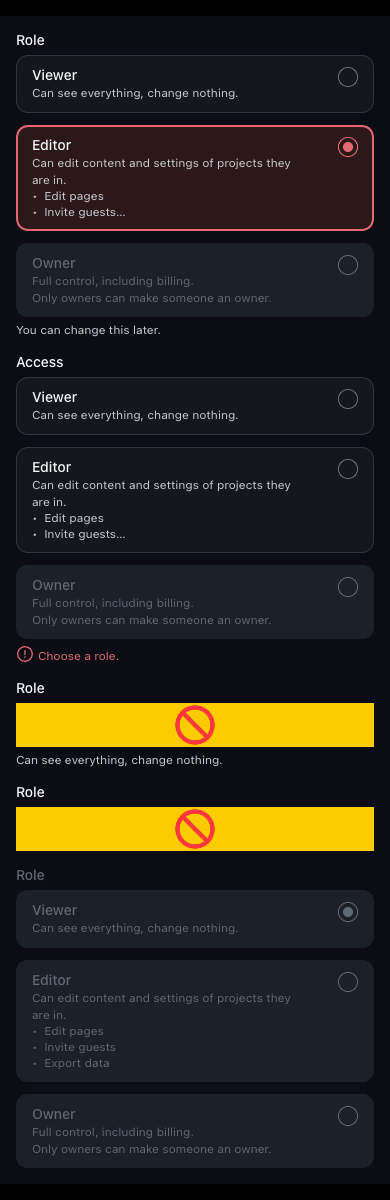 Role
Viewer
Can see everything, change nothing.
Editor
Can edit content and settings of projects they
are in.
• Edit pages
• Invite guests...
Owner
Full control, including billing.
Only owners can make someone an owner.
You can change this later.
Access
Viewer
Can see everything, change nothing.
Editor
Can edit content and settings of projects they
are in.
• Edit pages
• Invite guests...
Owner
Full control, including billing.
Only owners can make someone an owner.
Choose a role.
Role
Can see everything, change nothing.
Role
Role
Viewer
Can see everything, change nothing.
Editor
Can edit content and settings of projects they
are in.
• Edit pages
• Invite guests
• Export data
Owner
Full control, including billing.
Only owners can make someone an owner.